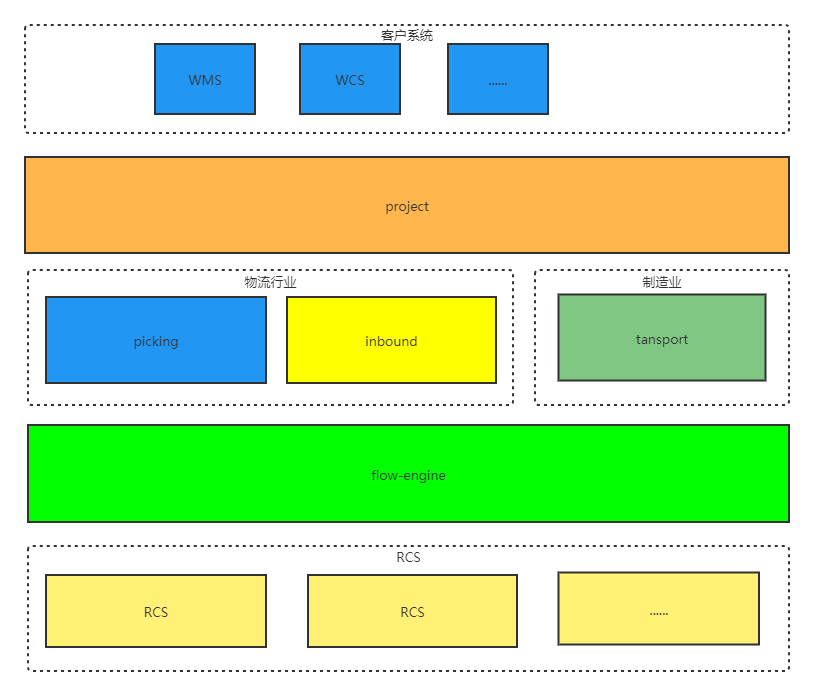 客户系统
WMS
WCS
......
project
物流行业
制造业
picking
inbound
tansport
flow-engine
RCS
RCS
RCS
......